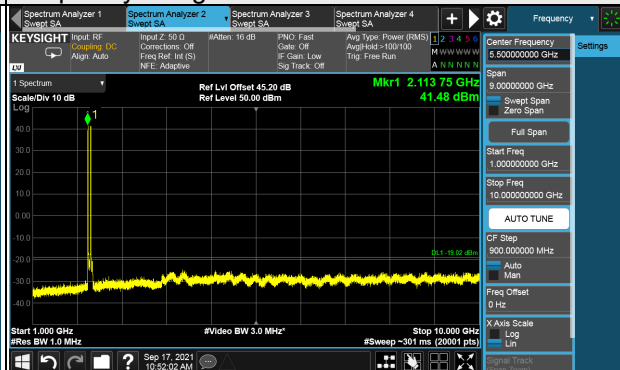 Spectrum Analyzer 1
Swept SA
Spectrum Analyzer 2
Swept SA
Spectrum Analyzer 3
Swept SA
Spectrum Analyzer 4
Swept SA
+
Frequency
KEYSIGHT
Input: RF
Coupling: DC
Align: Auto
LXI
Input Z: 50 Ω
Corrections: Off
Freq Ref: Int (S)
NFE: Adaptive
#Atten: 16 dB
PNO: Fast
Gate: Off
IF Gain: Low
Sig Track: Off
Avg Type: Power (RMS)
Avg|Hold:>100/100
Trig: Free Run
1 2 3 4 5 6
M W W W W W
A N N N N N
Center Frequency
5.500000000 GHz
Settings
Span
9.00000000 GHz
Swept Span
Zero Span
Full Span
Start Freq
1.000000000 GHz
Stop Freq
10.000000000 GHz
AUTO TUNE
CF Step
900.000000 MHz
Auto
Man
Freq Offset
0 Hz
X Axis Scale
Log
Lin
Signal Track
1 Spectrum
Scale/Div 10 dB
Log
Ref Lvl Offset 45.20 dB
Ref Level 50.00 dBm
Mkr1 2.113 75 GHz
41.48 dBm
1
40.0
30.0
20.0
10.0
0.00
-10.0
-20.0
-30.0
-40.0
DL1 -19.02 dBm
Start 1.000 GHz
#Res BW 1.0 MHz
#Video BW 3.0 MHz*
Stop 10.000 GHz
#Sweep ~301 ms (20001 pts)
?
Sep 17, 2021
10:52:02 AM